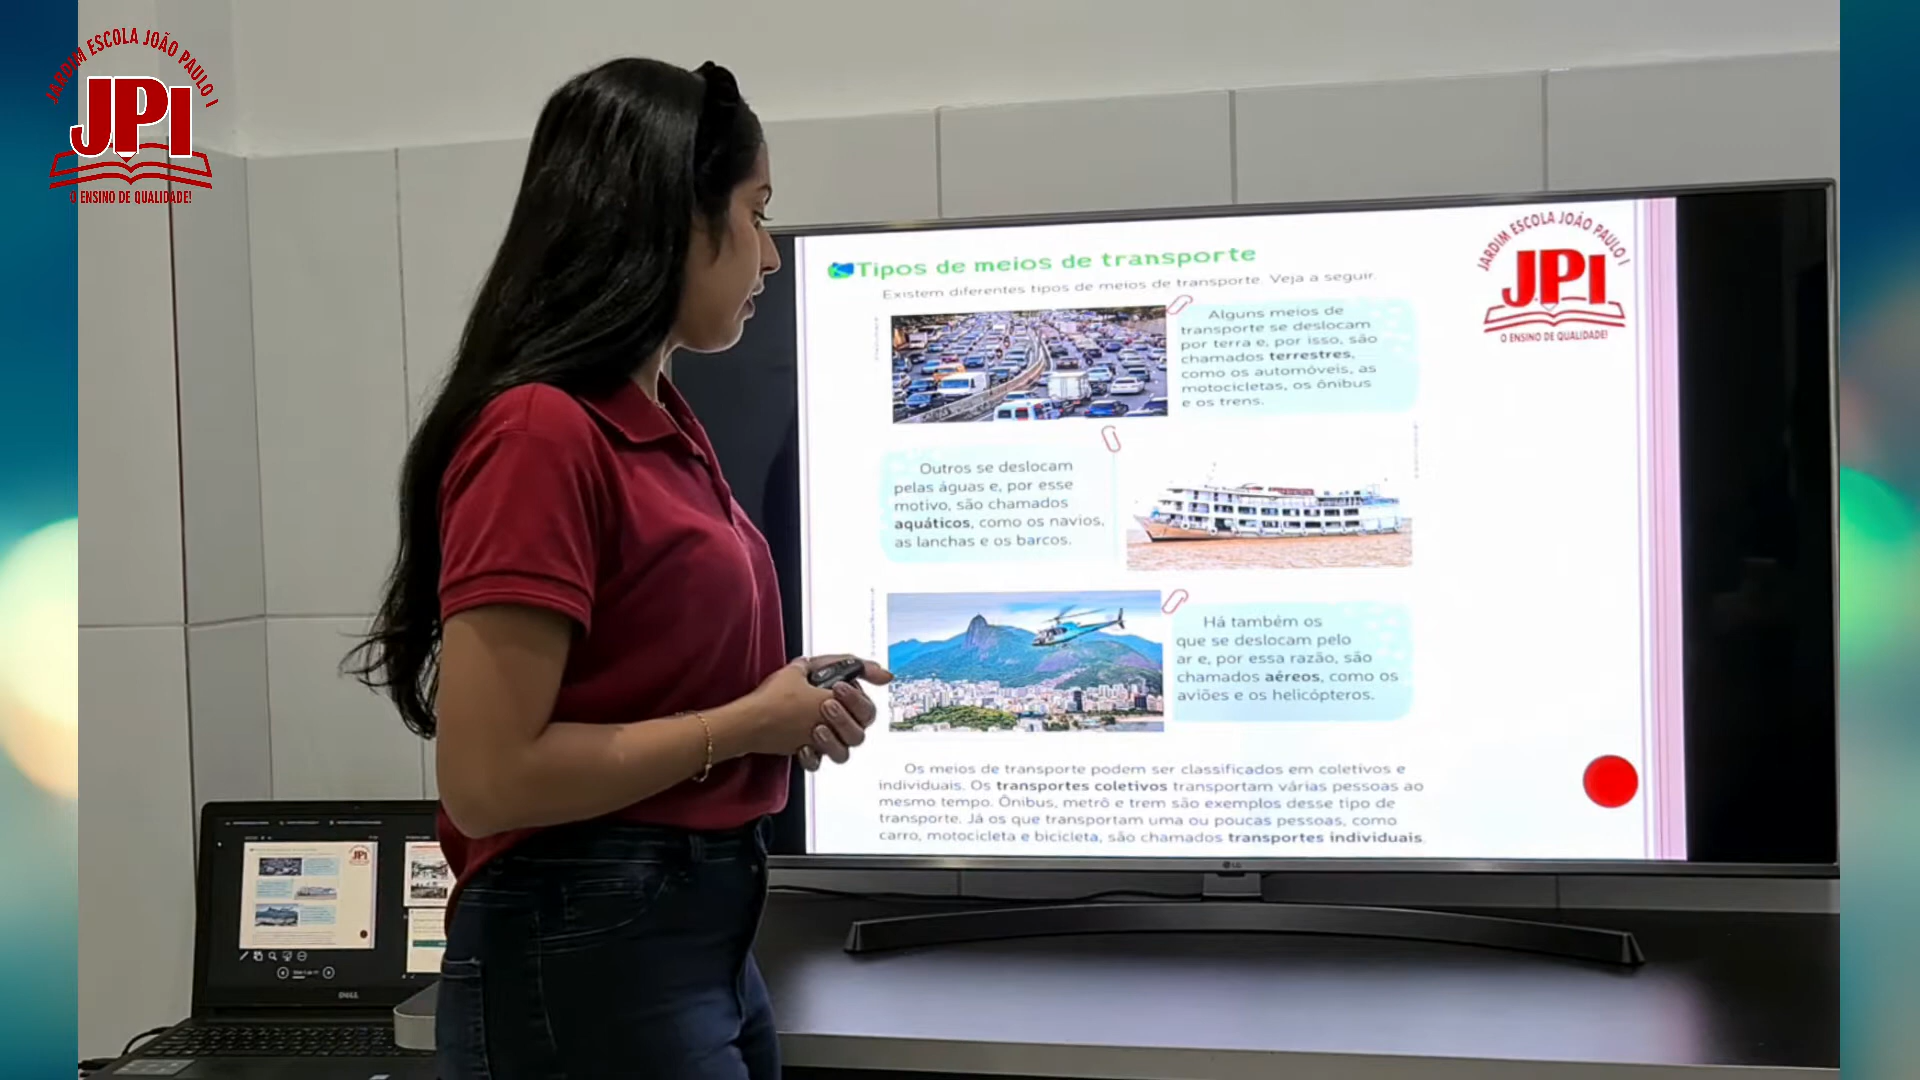 JARDIM ESCOLA JOÃO PAULO I
JPI
O ENSINO DE QUALIDADE!
Tipos de meios de transporte
Existem diferentes tipos de meios de transporte. Veja a seguir.
JARDIM ESCOLA JOÃO PAULO I
JPI
O ENSINO DE QUALIDADE!
Alguns meios de
transporte se deslocam
por terra e, por isso, são
chamados terrestres,
como os automóveis, as
motocicletas, os ônibus
e os trens.
Outros se deslocam
pelas águas e, por esse
motivo, são chamados
aquáticos, como os navios,
as lanchas e os barcos.
Há também os
que se deslocam pelo
ar e, por essa razão, são
chamados aéreos, como os
aviões e os helicópteros.
Os meios de transporte podem ser classificados em coletivos e
individuais. Os transportes coletivos transportam várias pessoas ao
mesmo tempo. Ônibus, metrô e trem são exemplos desse tipo de
transporte. Já os que transportam uma ou poucas pessoas, como
carro, motocicleta e bicicleta, são chamados transportes individuais.
LG
JPI
DELL